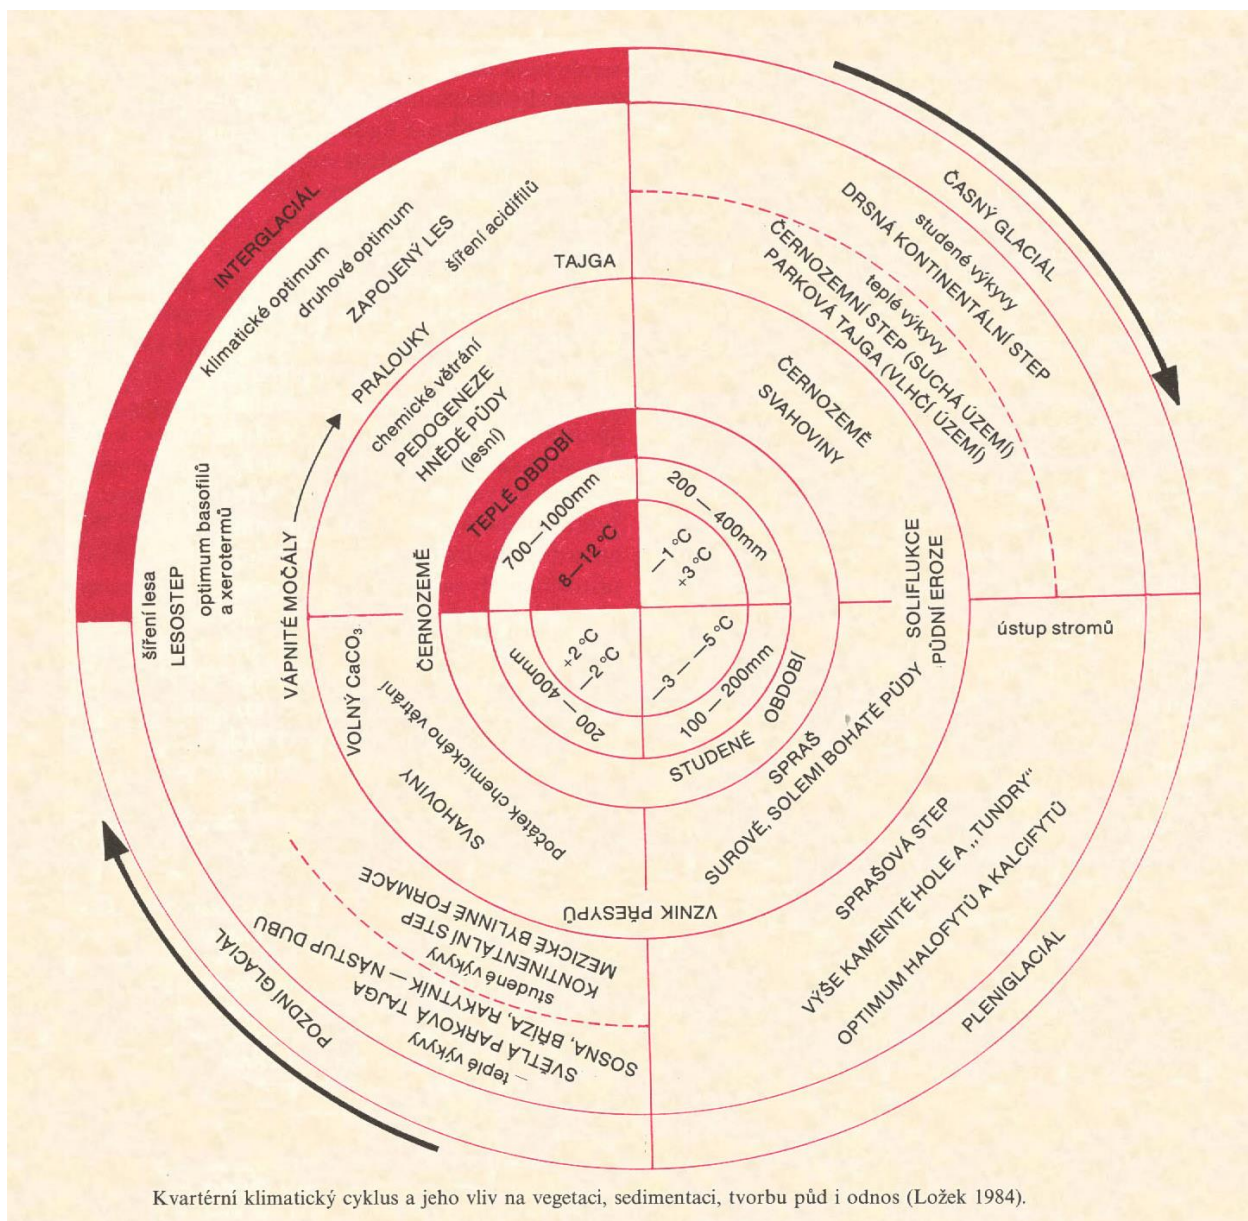 INTERGLACIÁL
klimatické optimum
druhové optimum
ZAPOJENÝ LES
šíření acidifilů
TAJGA
PRALOUKY
chemické větrání
PEDOGENEZE
HNĚDÉ PŮDY
(lesní)
TEPLÉ OBDOBÍ
700—1000mm
8—12 °C
šíření lesa
LESOSTEP
optimum basofilů
a xerotermů
VÁPNITÉ MOČÁLY
ČERNOZEMĚ
ČASNÝ GLACIÁL
studené výkyvy
DRSNÁ KONTINENTÁLNÍ STEP
teplé výkyvy
ČERNOZEMNÍ STEP (SUCHÁ ÚZEMÍ)
PARKOVÁ TAJGA (VLHČÍ ÚZEMÍ)
ČERNOZEMĚ
SVAHOVINY
200—400mm
—1 °C
+3 °C
SOLIFLUKCE
PŮDNÍ EROZE
ústup stromů
—3 — —5 °C
100—200mm
STUDENÉ OBDOBÍ
SPRAŠ
SUROVÉ, SOLEMI BOHATÉ PŮDY
SPRAŠOVÁ STEP
VÝŠE KAMENITÉ HOLE A „TUNDRY“
OPTIMUM HALOFYTŮ A KALCIFYTŮ
PLENIGLACIÁL
VZNIK PŘESYPŮ
+2 °C
—2 °C
200—400mm
VOLNÝ CaCO₃
počátek chemického větrání
SVAHOVINY
MEZICKÉ BYLINNÉ FORMACE
KONTINENTÁLNÍ STEP
studené výkyvy
SOSNA, BŘÍZA, RAKYTNÍK — NÁSTUP DUBU
SVĚTLÁ PARKOVÁ TAJGA
— teplé výkyvy
POZDNÍ GLACIÁL
Kvartérní klimatický cyklus a jeho vliv na vegetaci, sedimentaci, tvorbu půd i odnos (Ložek 1984).